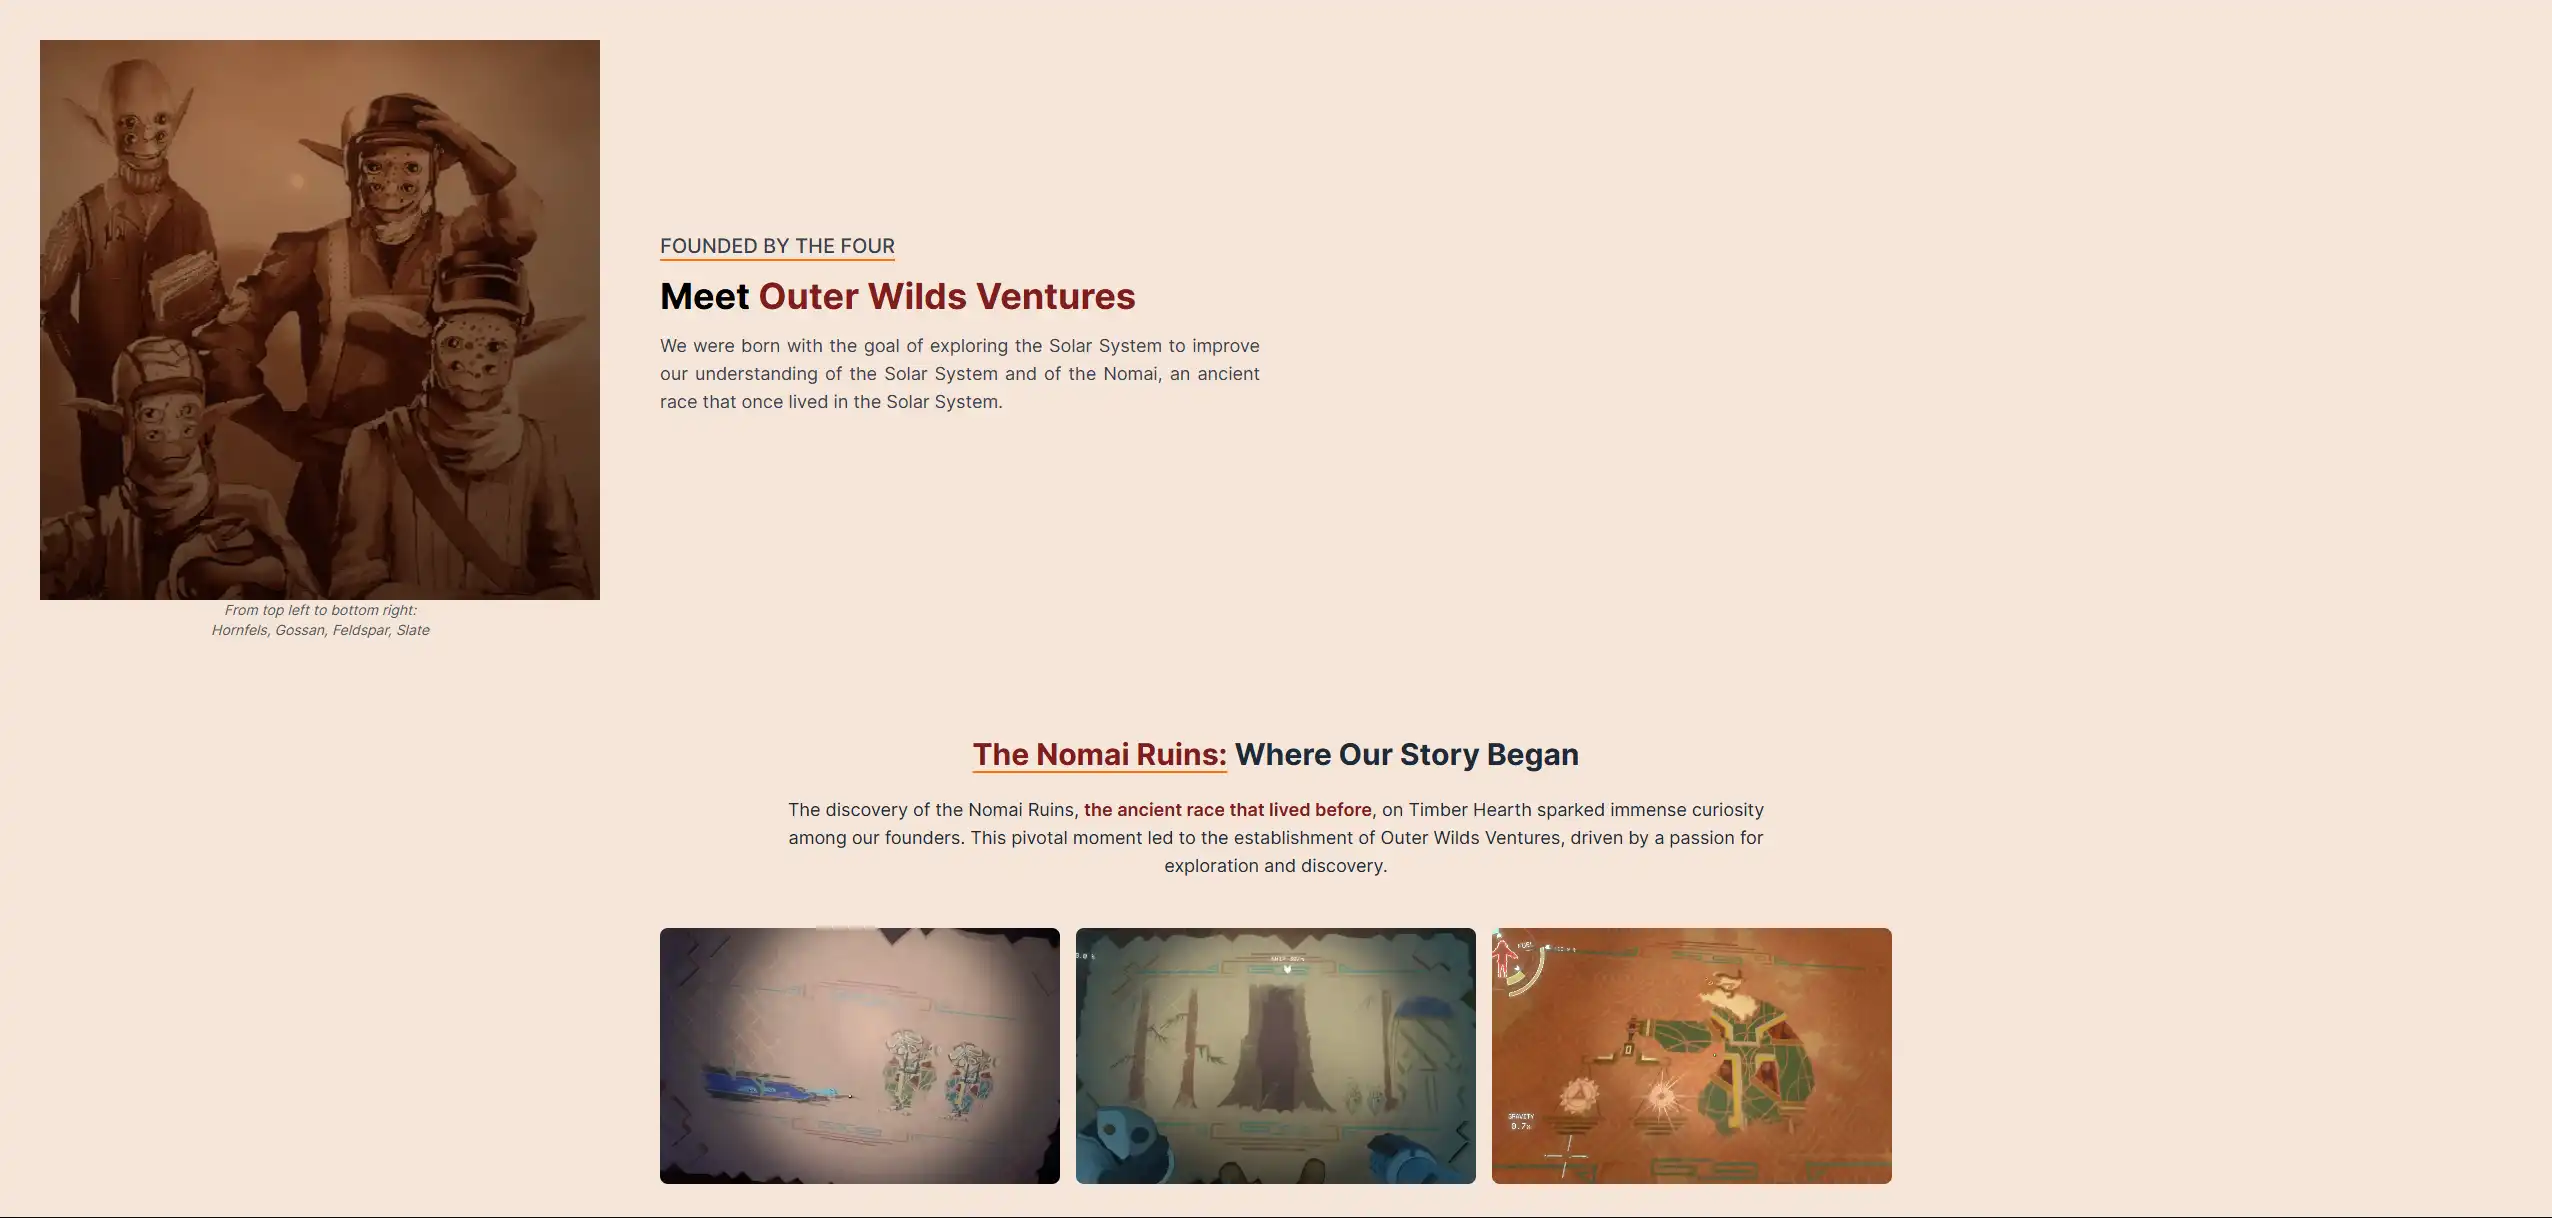 FOUNDED BY THE FOUR
Meet Outer Wilds Ventures
We were born with the goal of exploring the Solar System to improve
our understanding of the Solar System and of the Nomai, an ancient
race that once lived in the Solar System.
From top left to bottom right:
Hornfels, Gossan, Feldspar, Slate
The Nomai Ruins: Where Our Story Began
The discovery of the Nomai Ruins, the ancient race that lived before, on Timber Hearth sparked immense curiosity
among our founders. This pivotal moment led to the establishment of Outer Wilds Ventures, driven by a passion for
exploration and discovery.
FUEL
GRAVITY
0.7x